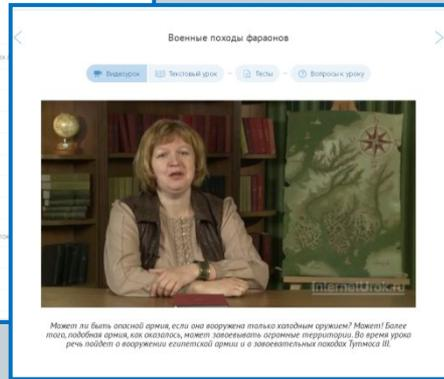 Военные походы фараонов
Видеоурок
Текстовый урок
Тесты
Вопросы к уроку
InternetUrok.ru
Может ли быть опасной армия, если она вооружена только холодным оружием? Может! Более
того, подобная армия, как оказалось, может завоевывать огромные территории. Во время урока
речь пойдет о вооружении египетской армии и о завоевательных походах Тутмоса III.